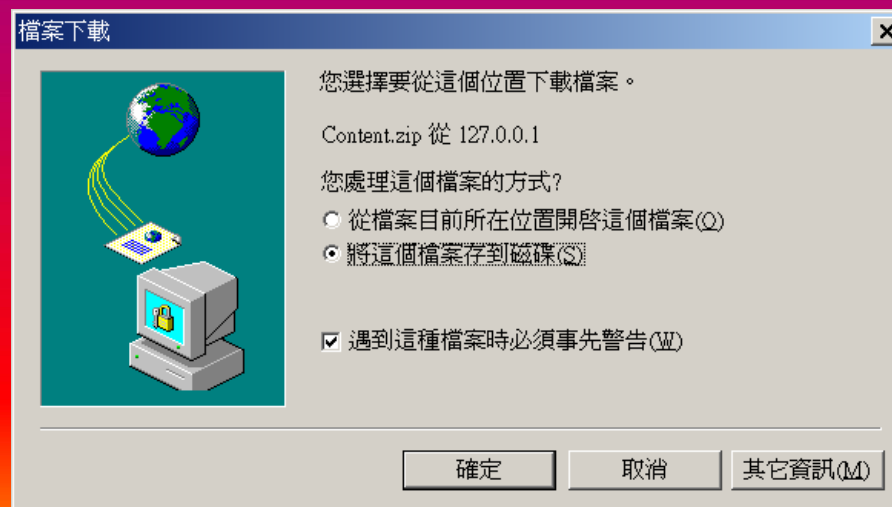 檔案下載
您選擇要從這個位置下載檔案。
Content.zip 從 127.0.0.1
您處理這個檔案的方式?
從檔案目前所在位置開啓這個檔案(O)
將這個檔案存到磁碟(S)
遇到這種檔案時必須事先警告(W)
確定
取消
其它資訊(M)